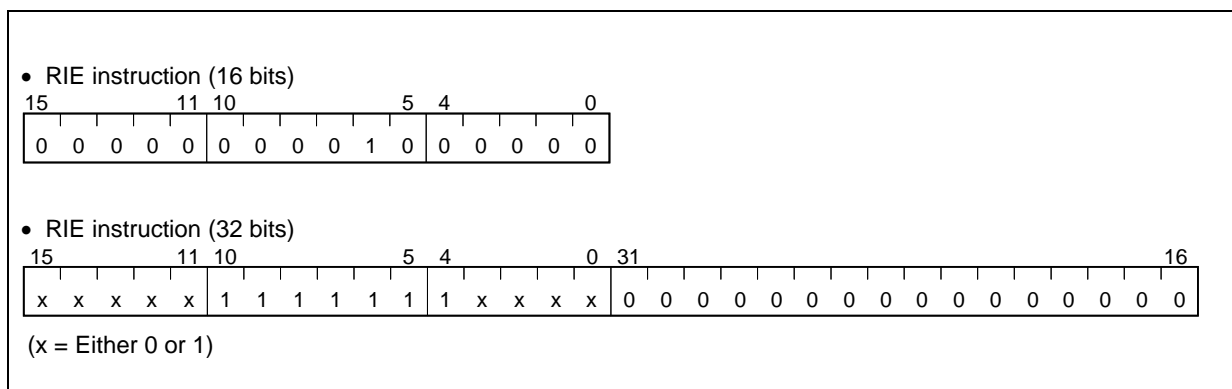 • RIE instruction (16 bits)
15 11 10 5 4 0
0 0 0 0 0 0 0 0 0 1 0 0 0 0 0 0
• RIE instruction (32 bits)
15 11 10 5 4 0 31 16
x x x x x 1 1 1 1 1 1 1 x x x x 0 0 0 0 0 0 0 0 0 0 0 0 0 0 0 0
(x = Either 0 or 1)